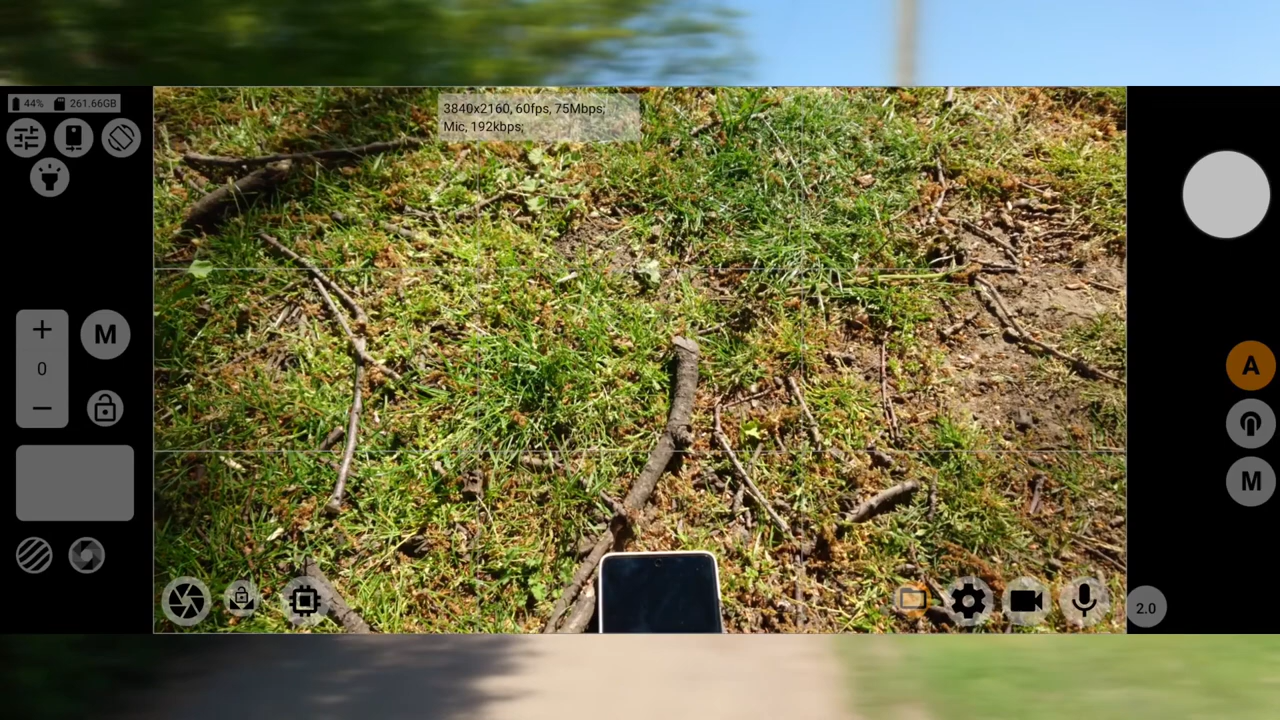 44% 261.66GB
3840x2160, 60fps, 75Mbps;
Mic, 192kbps;
M
0
A
M
2.0